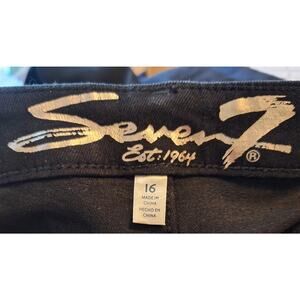 Seven7®
Est. 1964
16
MADE IN
CHINA
HECHO EN
CHINA